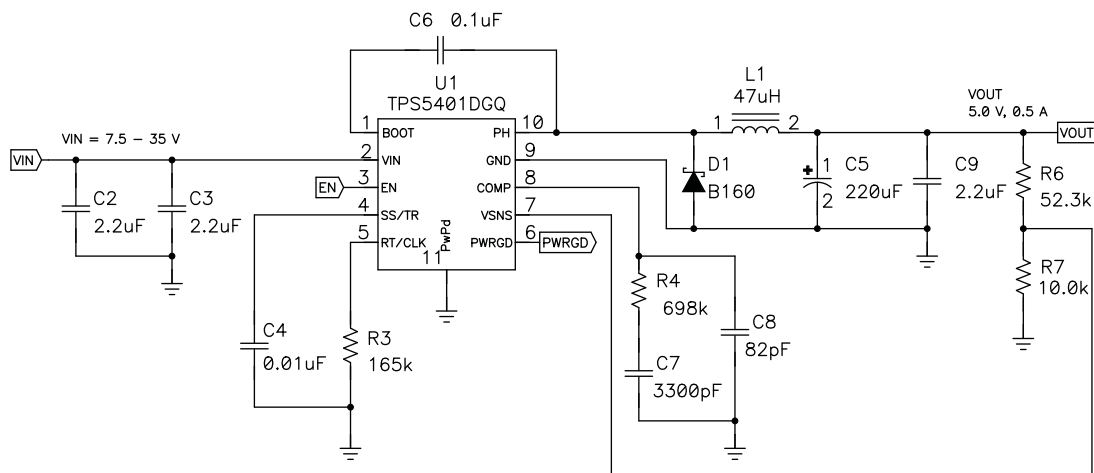 C6 0.1uF
U1
TPS5401DGQ
L1
47uH
VOUT
5.0 V, 0.5 A
VIN = 7.5 – 35 V
VIN
VOUT
1 BOOT
2 VIN
3 EN
4 SS/TR
5 RT/CLK
11 PwPd
PH 10
GND 9
COMP 8
VSNS 7
PWRGD 6
EN
PWRGD
1 2
D1
B160
+ 1
2
C5
220uF
C9
2.2uF
R6
52.3k
R7
10.0k
C2
2.2uF
C3
2.2uF
C4
0.01uF
R3
165k
R4
698k
C7
3300pF
C8
82pF